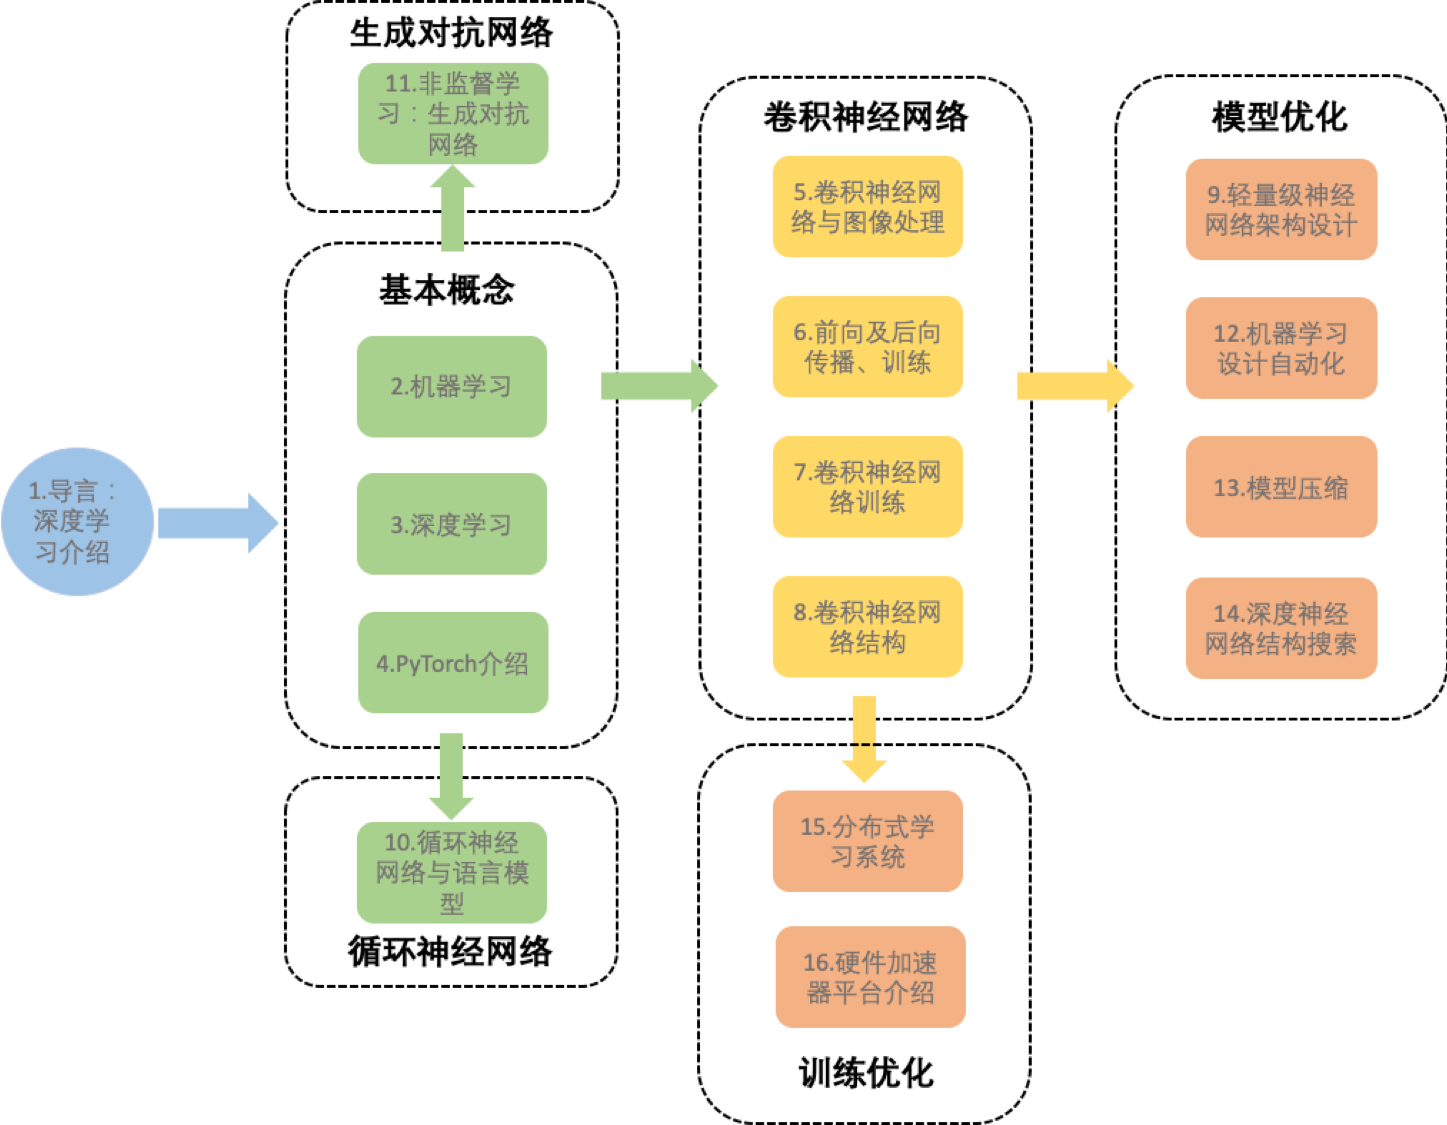 生成对抗网络
11.非监督学
习：生成对抗
网络
基本概念
2.机器学习
3.深度学习
4.PyTorch介绍
1.导言：
深度学
习介绍
10.循环神经
网络与语言模
型
循环神经网络
卷积神经网络
5.卷积神经网
络与图像处理
6.前向及后向
传播、训练
7.卷积神经网
络训练
8.卷积神经网
络结构
15.分布式学
习系统
16.硬件加速
器平台介绍
训练优化
模型优化
9.轻量级神经
网络架构设计
12.机器学习
设计自动化
13.模型压缩
14.深度神经
网络结构搜索